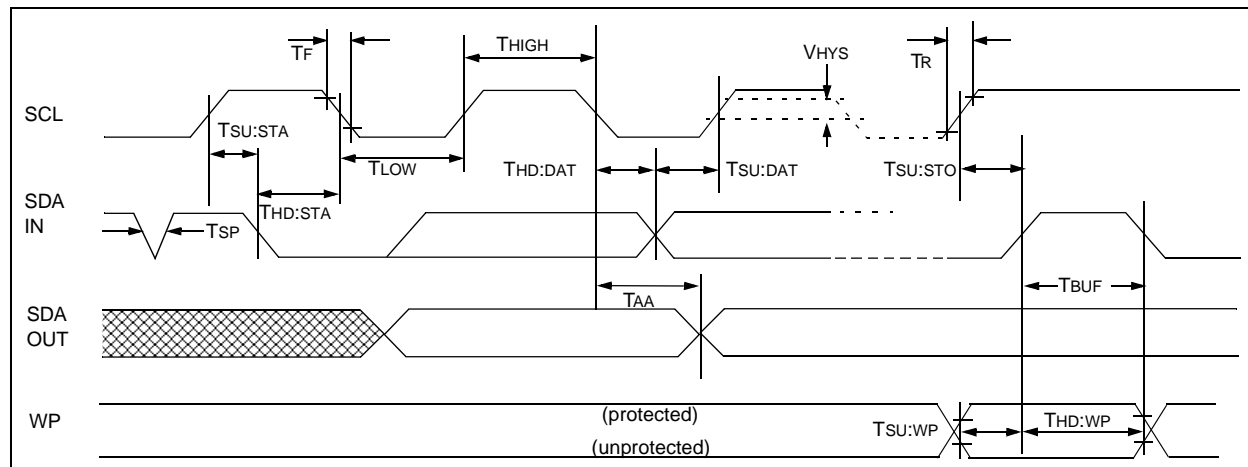 TF
THIGH
VHYS
TR
SCL
TSU:STA
TLOW
THD:DAT
TSU:DAT
TSU:STO
SDA
IN
THD:STA
TSP
TBUF
TAA
SDA
OUT
WP
(protected)
(unprotected)
TSU:WP
THD:WP